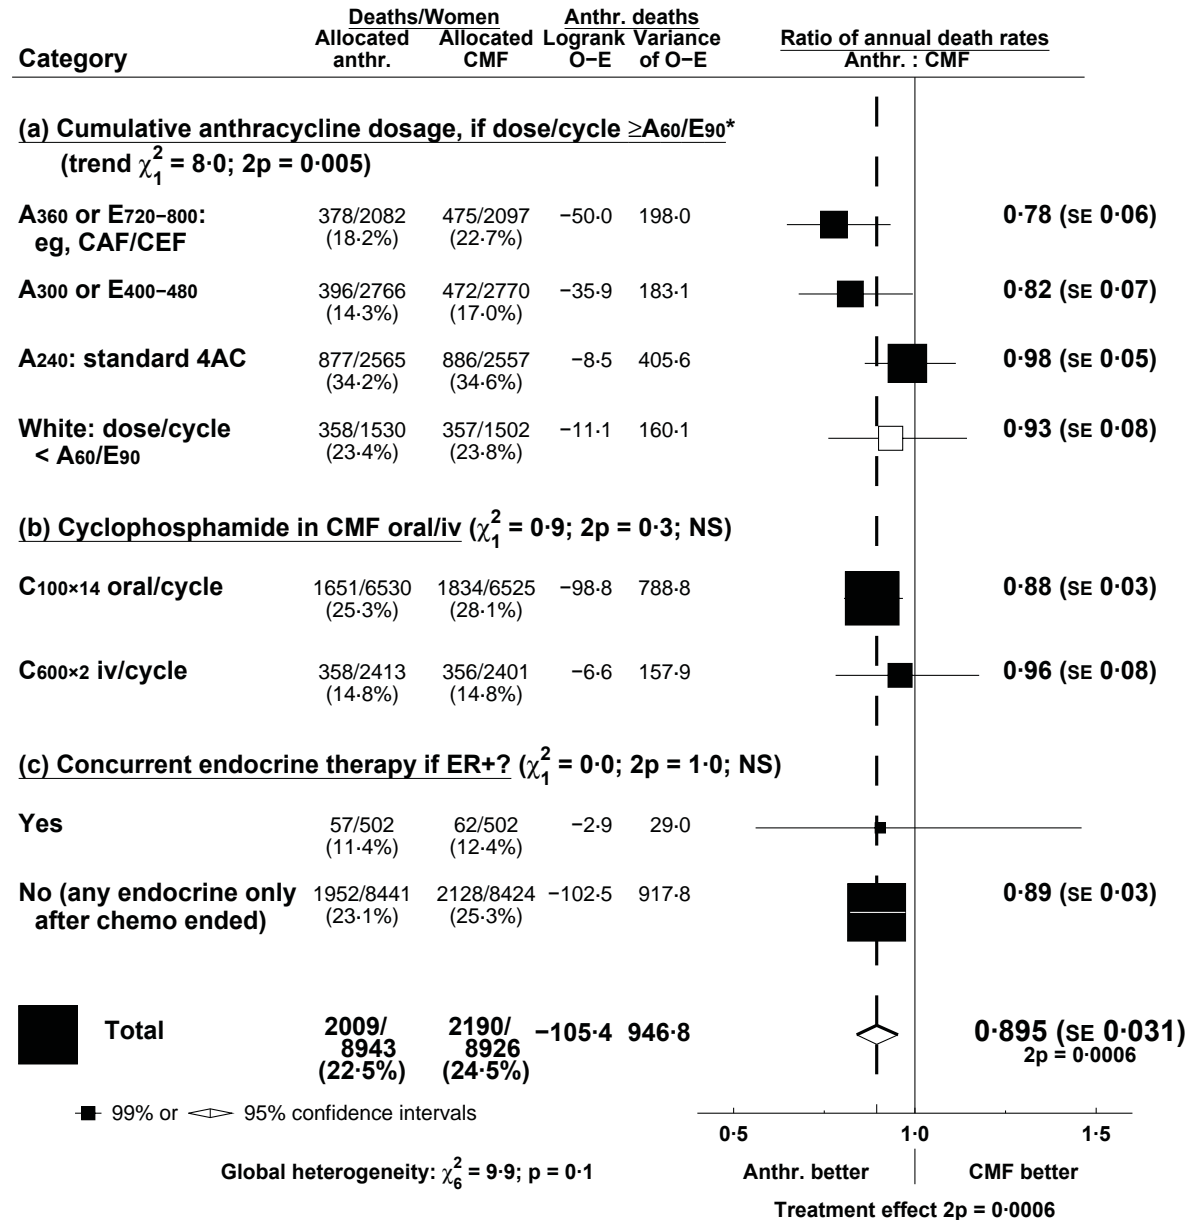 Deaths/Women Anthr. deaths
Allocated Allocated Logrank Variance Ratio of annual death rates
Category anthr. CMF O−E of O−E Anthr. : CMF
(a) Cumulative anthracycline dosage, if dose/cycle ≥A60/E90*
(trend χ²₁ = 8·0; 2p = 0·005)
A360 or E720−800: 378/2082 475/2097 −50·0 198·0 0·78 (SE 0·06)
eg, CAF/CEF (18·2%) (22·7%)
A300 or E400−480 396/2766 472/2770 −35·9 183·1 0·82 (SE 0·07)
(14·3%) (17·0%)
A240: standard 4AC 877/2565 886/2557 −8·5 405·6 0·98 (SE 0·05)
(34·2%) (34·6%)
White: dose/cycle 358/1530 357/1502 −11·1 160·1 0·93 (SE 0·08)
< A60/E90 (23·4%) (23·8%)
(b) Cyclophosphamide in CMF oral/iv (χ²₁ = 0·9; 2p = 0·3; NS)
C100×14 oral/cycle 1651/6530 1834/6525 −98·8 788·8 0·88 (SE 0·03)
(25·3%) (28·1%)
C600×2 iv/cycle 358/2413 356/2401 −6·6 157·9 0·96 (SE 0·08)
(14·8%) (14·8%)
(c) Concurrent endocrine therapy if ER+? (χ²₁ = 0·0; 2p = 1·0; NS)
Yes 57/502 62/502 −2·9 29·0
(11·4%) (12·4%)
No (any endocrine only 1952/8441 2128/8424 −102·5 917·8 0·89 (SE 0·03)
after chemo ended) (23·1%) (25·3%)
Total 2009/ 2190/ −105·4 946·8 0·895 (SE 0·031)
8943 8926 2p = 0·0006
(22·5%) (24·5%)
99% or 95% confidence intervals
0·5 1·0 1·5
Global heterogeneity: χ²₆ = 9·9; p = 0·1 Anthr. better CMF better
Treatment effect 2p = 0·0006